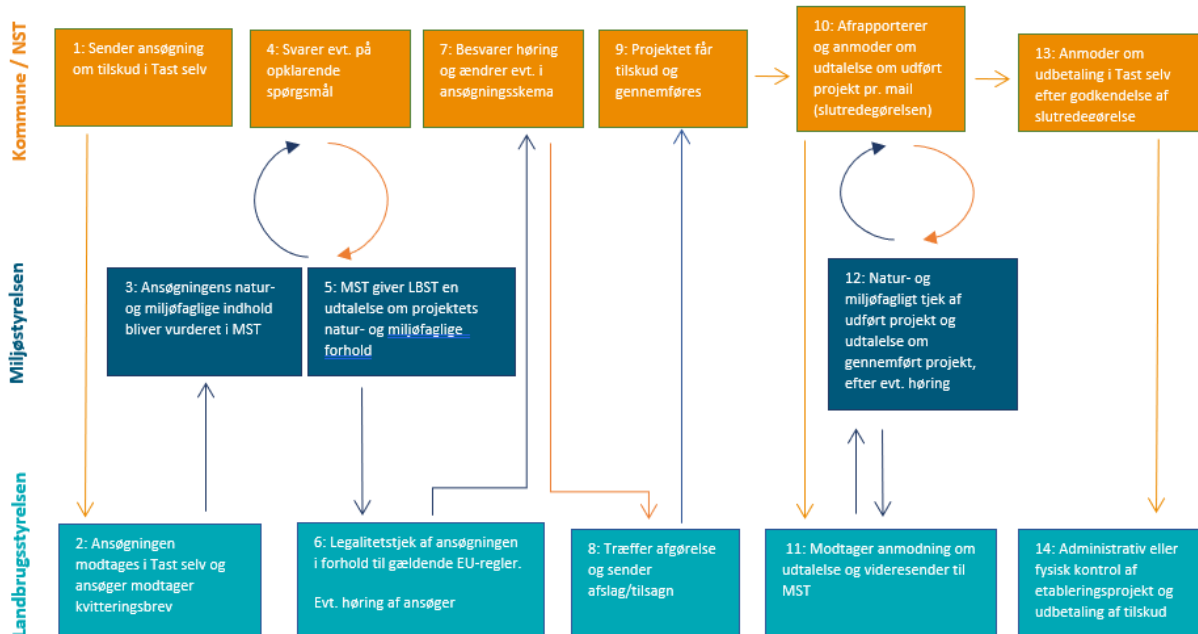 Kommune / NST
1: Sender ansøgning
om tilskud i Tast selv
4: Svarer evt. på
opklarende
spørgsmål
7: Besvarer høring
og ændrer evt. i
ansøgningsskema
9: Projektet får
tilskud og
gennemføres
10: Afrapporterer
og anmoder om
udtalelse om udført
projekt pr. mail
(slutredegørelsen)
13: Anmoder om
udbetaling i Tast selv
efter godkendelse af
slutredegørelse
Miljøstyrelsen
3: Ansøgningens natur-
og miljøfaglige indhold
bliver vurderet i MST
5: MST giver LBST en
udtalelse om projektets
natur- og miljøfaglige
forhold
12: Natur- og
miljøfagligt tjek af
udført projekt og
udtalelse om
gennemført projekt,
efter evt. høring
Landbrugsstyrelsen
2: Ansøgningen
modtages i Tast selv og
ansøger modtager
kvitteringsbrev
6: Legalitetstjek af ansøgningen
i forhold til gældende EU-regler.
Evt. høring af ansøger
8: Træffer afgørelse
og sender
afslag/tilsagn
11: Modtager anmodning om
udtalelse og videresender til
MST
14: Administrativ eller
fysisk kontrol af
etableringsprojekt og
udbetaling af tilskud